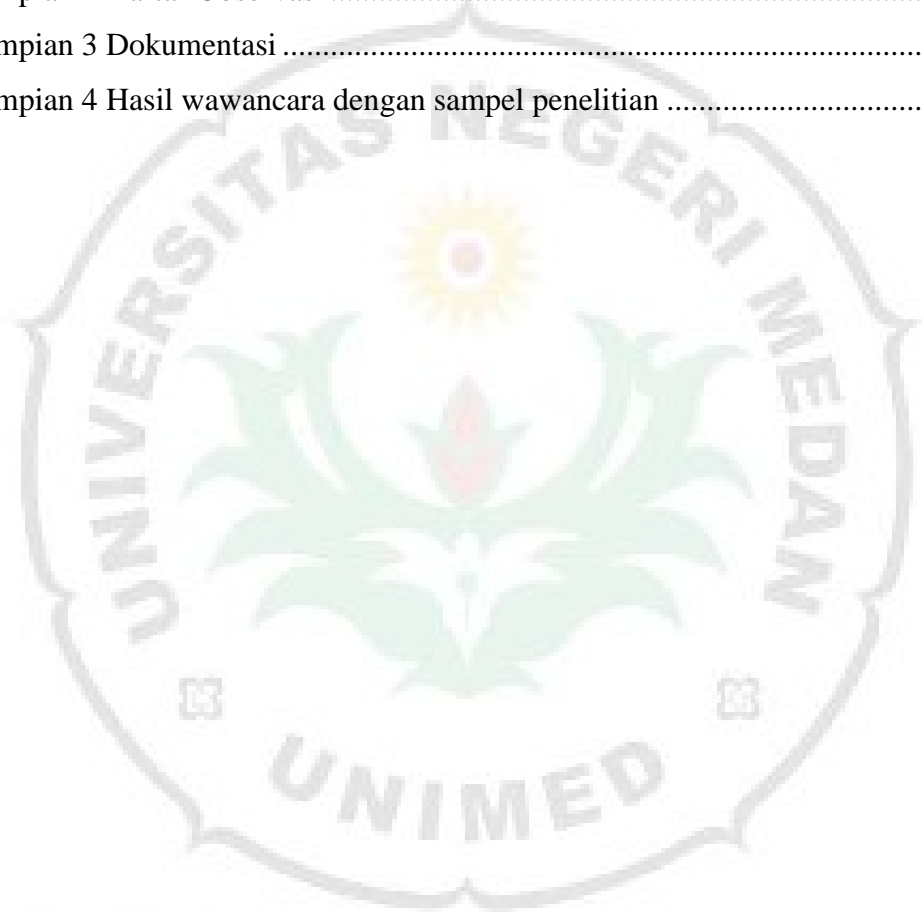 mpian 3 Dokumentasi ................................................................................
mpian 4 Hasil wawancara dengan sampel penelitian ................................
UNIVERSITAS NEGERI MEDAN
UNIMED